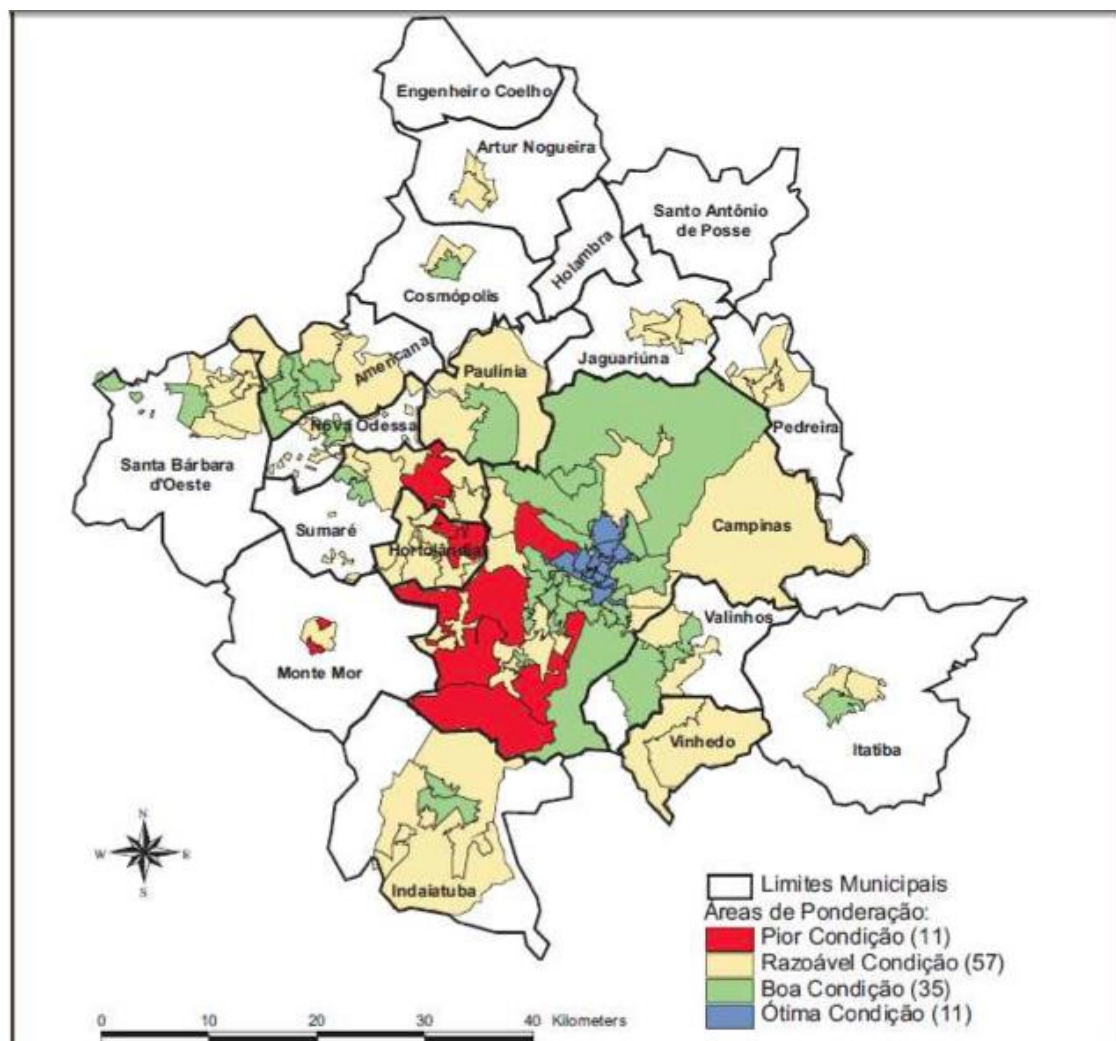 Engenheiro Coelho
Artur Nogueira
Santo Antônio
de Posse
Holambra
Cosmópolis
Americana
Jaguariúna
Paulínia
Nova Odessa
Pedreira
Santa Bárbara
d'Oeste
Sumaré
Campinas
Hortolândia
Valinhos
Monte Mor
Vinhedo
Itatiba
Indaiatuba
N
W
R
S
Limites Municipais
Áreas de Ponderação:
Pior Condição (11)
Razoável Condição (57)
Boa Condição (35)
Ótima Condição (11)
0 10 20 30 40 Kilometers